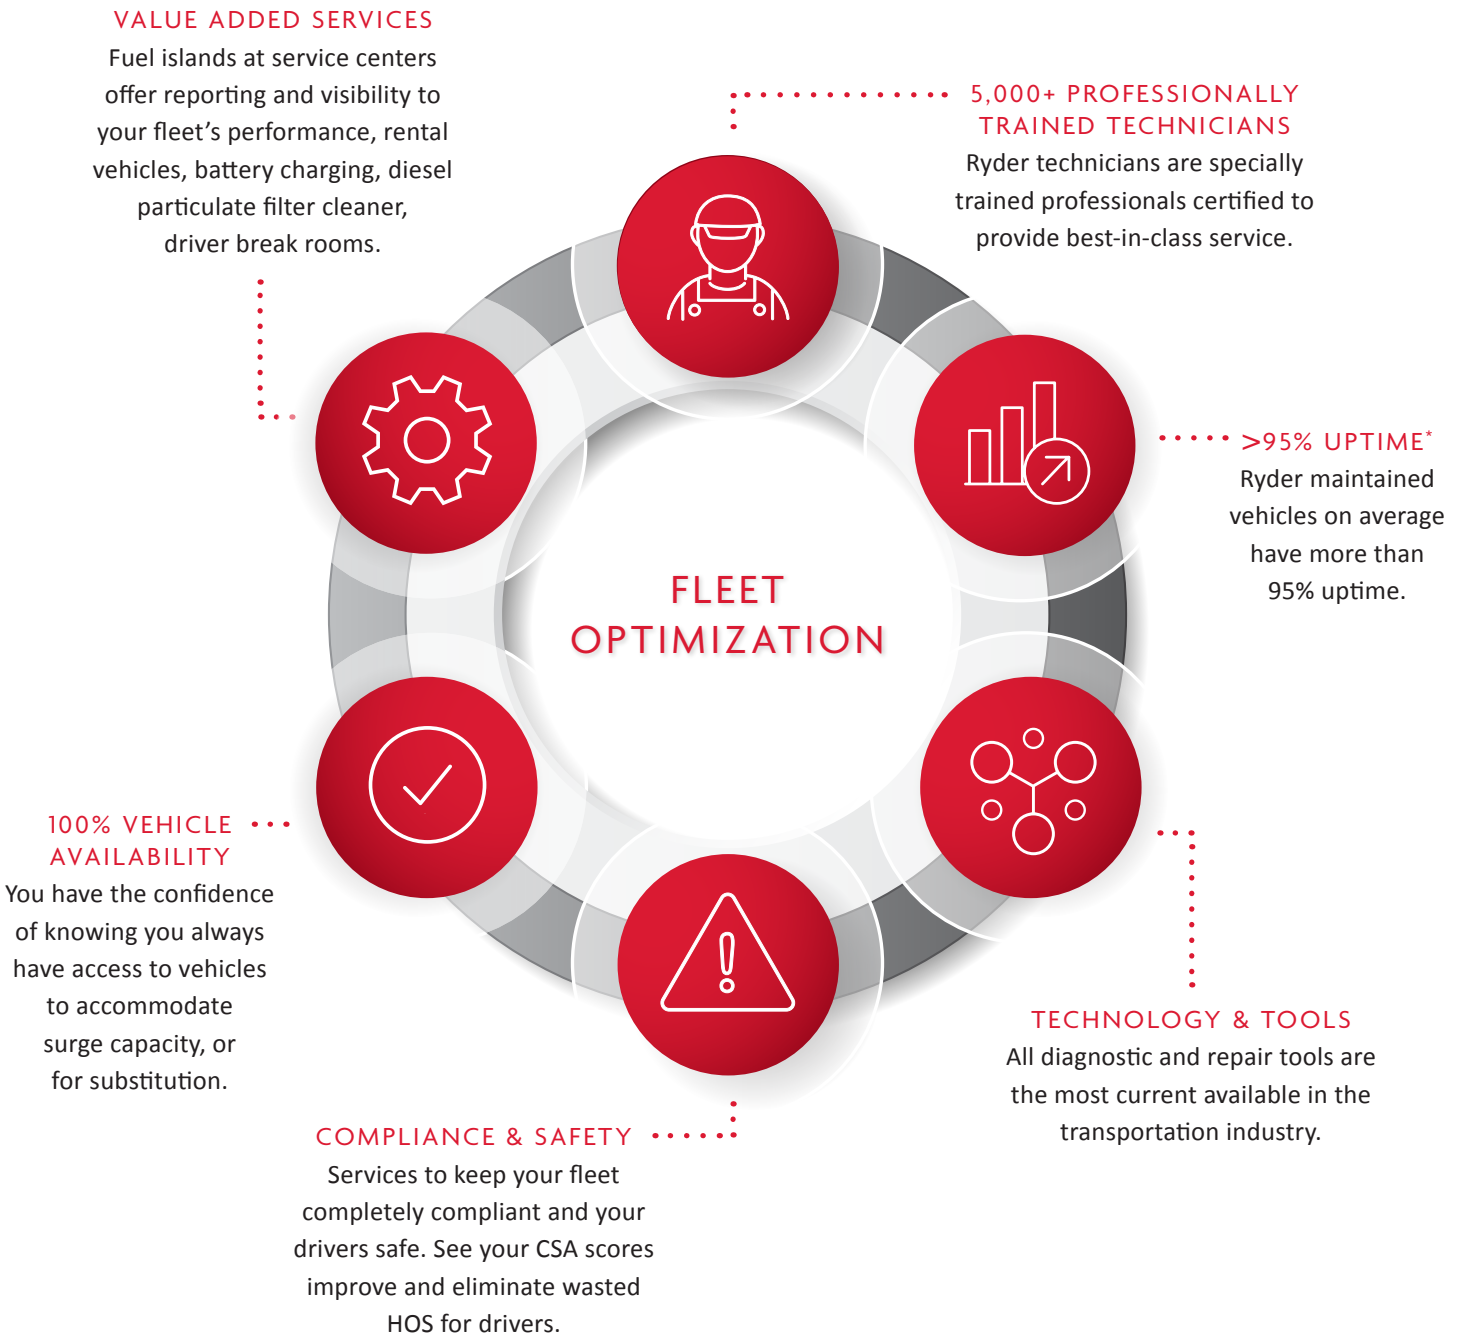 VALUE ADDED SERVICES
Fuel islands at service centers
offer reporting and visibility to
your fleet's performance, rental
vehicles, battery charging, diesel
particulate filter cleaner,
driver break rooms.
5,000+ PROFESSIONALLY
TRAINED TECHNICIANS
Ryder technicians are specially
trained professionals certified to
provide best-in-class service.
>95% UPTIME*
Ryder maintained
vehicles on average
have more than
95% uptime.
FLEET
OPTIMIZATION
100% VEHICLE
AVAILABILITY
You have the confidence
of knowing you always
have access to vehicles
to accommodate
surge capacity, or
for substitution.
TECHNOLOGY & TOOLS
All diagnostic and repair tools are
the most current available in the
transportation industry.
COMPLIANCE & SAFETY
Services to keep your fleet
completely compliant and your
drivers safe. See your CSA scores
improve and eliminate wasted
HOS for drivers.